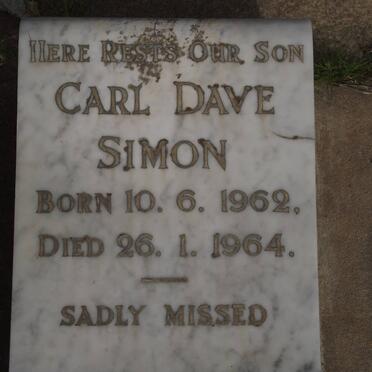 Here Rests Our Son
Carl Dave
Simon
Born 10. 6. 1962.
Died 26. 1. 1964.
Sadly Missed